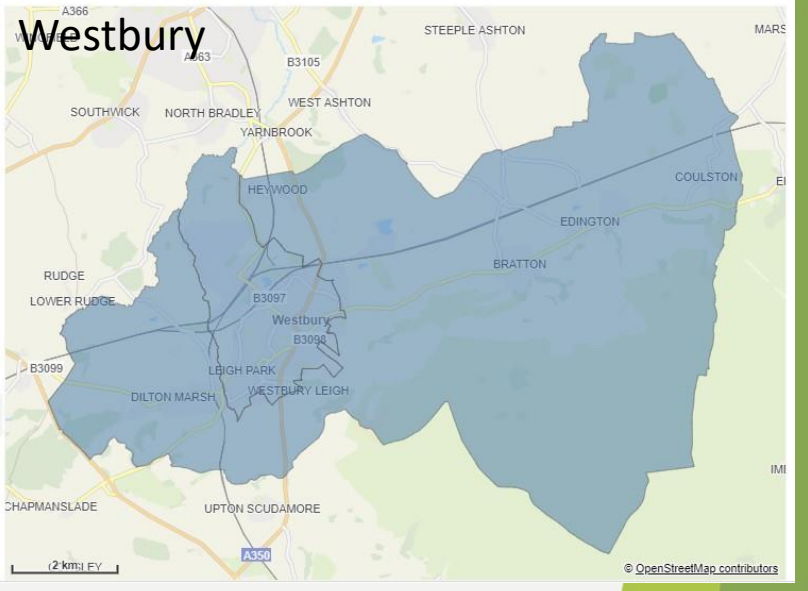 Westbury
A366
A363
B3105
STEEPLE ASHTON
SOUTHWICK
NORTH BRADLEY
WEST ASHTON
YARNBROOK
HEYWOOD
COULSTON
EDINGTON
BRATTON
RUDGE
LOWER RUDGE
B3097
Westbury
B3098
B3099
LEIGH PARK
DILTON MARSH
WESTBURY LEIGH
CHAPMANSLADE
UPTON SCUDAMORE
A350
2 km
© OpenStreetMap contributors